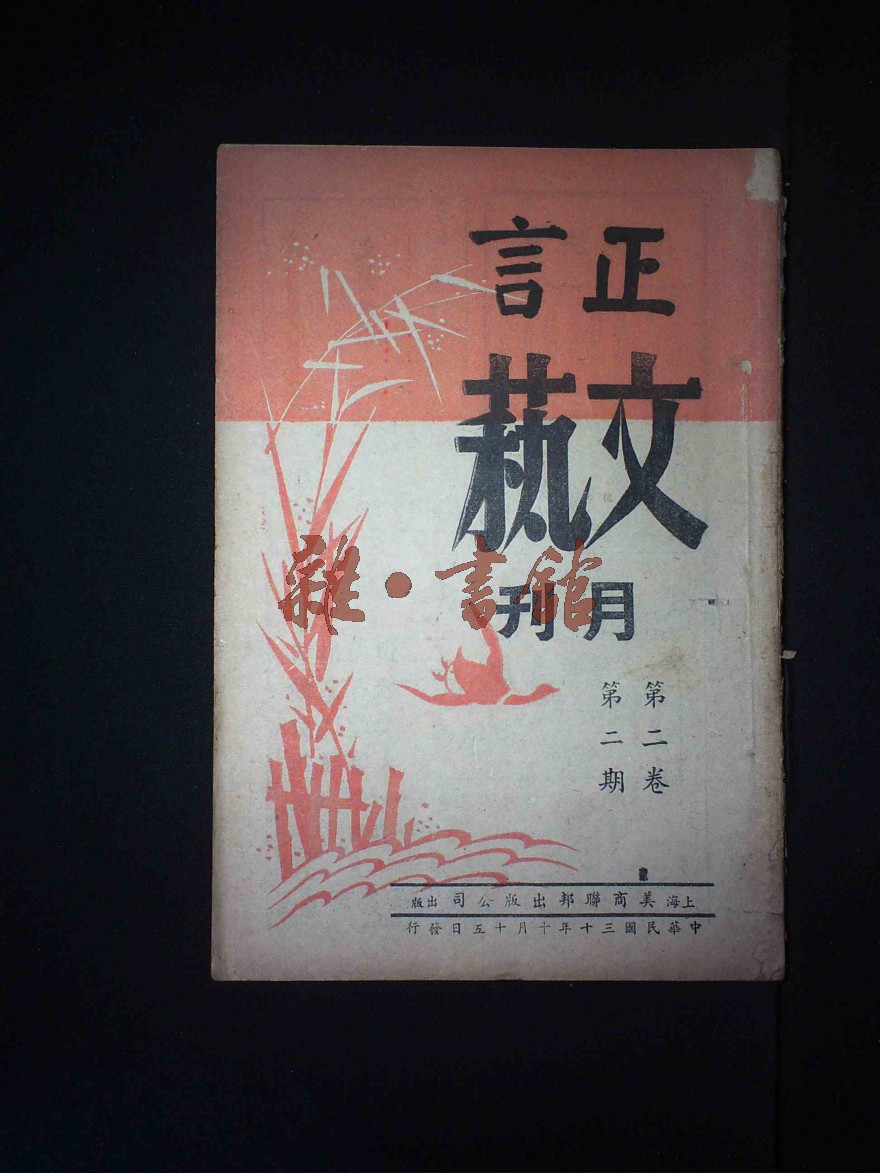 正言
文藝
月刊
第二卷
第二期
上海美商聯邦出版公司出版
中華民國三十年十月十五日發行
雜·書館